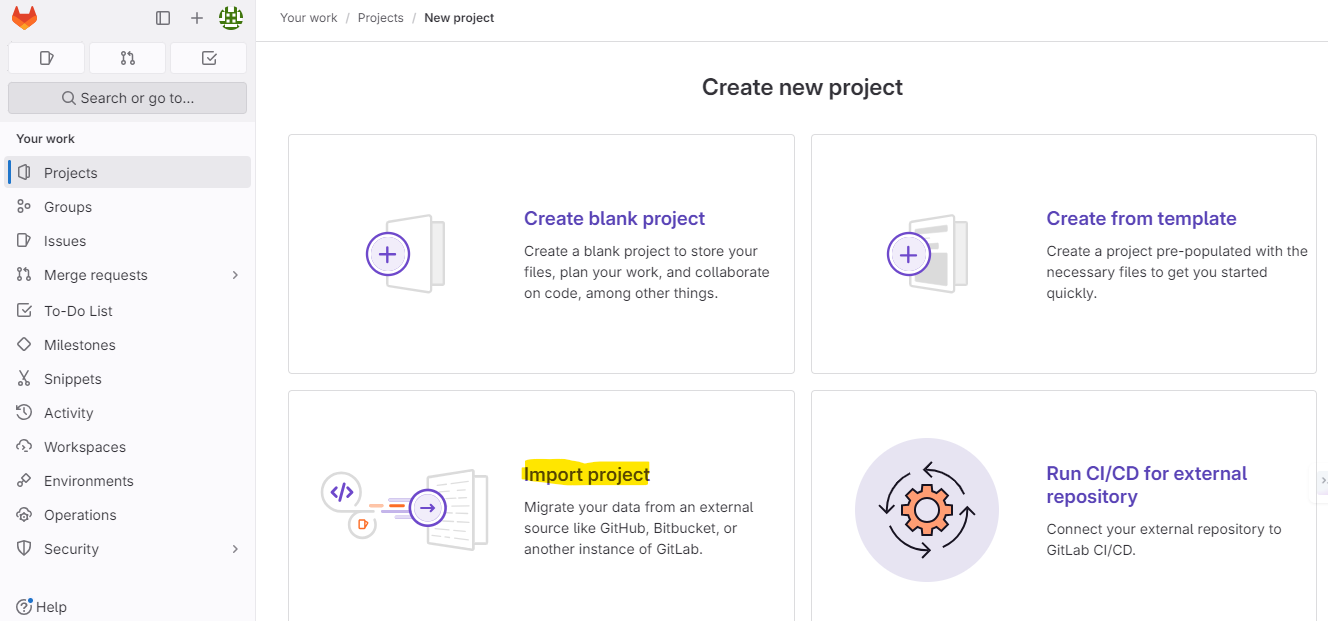 Your work / Projects / New project
Search or go to...
Your work
Projects
Groups
Issues
Merge requests
To-Do List
Milestones
Snippets
Activity
Workspaces
Environments
Operations
Security
Help
Create new project
Create blank project
Create a blank project to store your
files, plan your work, and collaborate
on code, among other things.
Create from template
Create a project pre-populated with the
necessary files to get you started
quickly.
Import project
Migrate your data from an external
source like GitHub, Bitbucket, or
another instance of GitLab.
Run CI/CD for external
repository
Connect your external repository to
GitLab CI/CD.